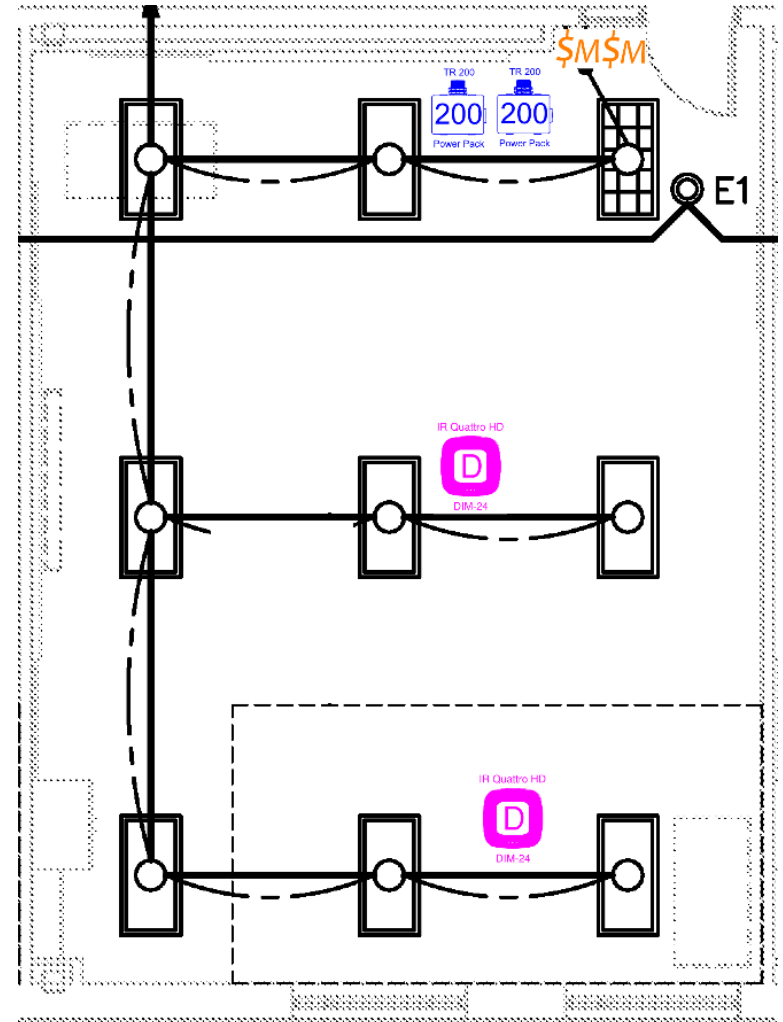 $M$M
TR 200
TR 200
200
200
Power Pack
Power Pack
E1
IR Quattro HD
D
DIM-24
IR Quattro HD
D
DIM-24